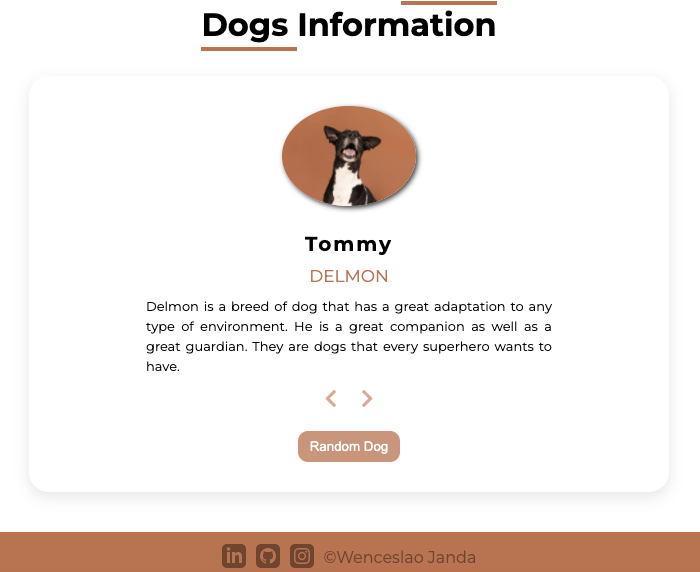 Dogs Information
Tommy
DELMON
Delmon is a breed of dog that has a great adaptation to any
type of environment. He is a great companion as well as a
great guardian. They are dogs that every superhero wants to
have.
Random Dog
©Wenceslao Janda